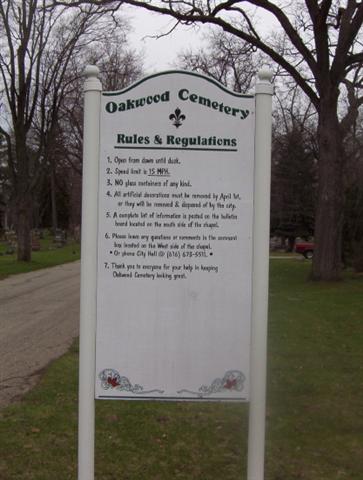 Oakwood Cemetery
Rules & Regulations
1. Open from dawn until dusk.
2. Speed limit is 15 MPH.
3. NO glass containers of any kind.
4. All artificial decorations must be removed by April 1st,
or they will be removed & disposed of by the city.
5. A complete list of information is posted on the bulletin
board located on the south side of the chapel.
6. Please leave any questions or comments in the comment
box located on the West side of the chapel.
• Or phone City Hall @ (616) 673-5511. •
7. Thank you to everyone for your help in keeping
Oakwood Cemetery looking great.